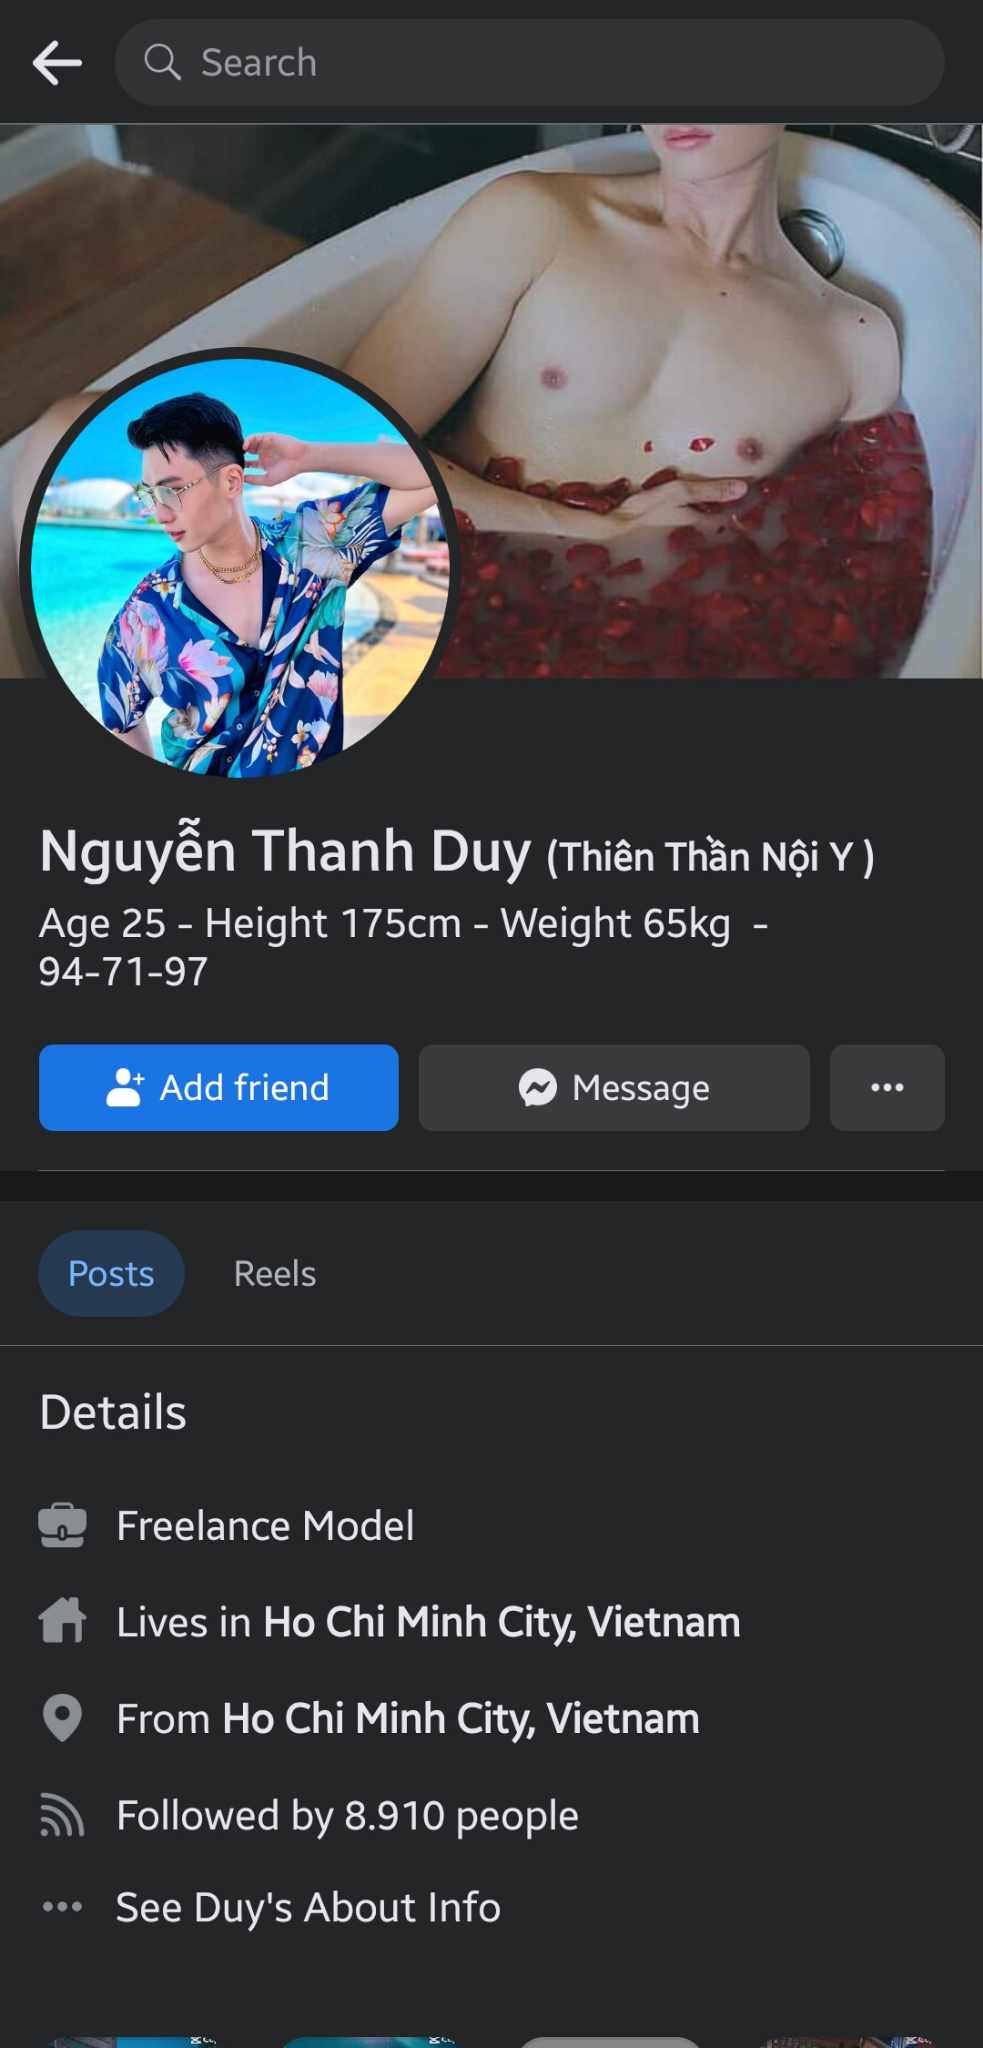 Search
Nguyễn Thanh Duy (Thiên Thần Nội Y )
Age 25 - Height 175cm - Weight 65kg -
94-71-97
Add friend
Message
Posts
Reels
Details
Freelance Model
Lives in Ho Chi Minh City, Vietnam
From Ho Chi Minh City, Vietnam
Followed by 8.910 people
See Duy's About Info